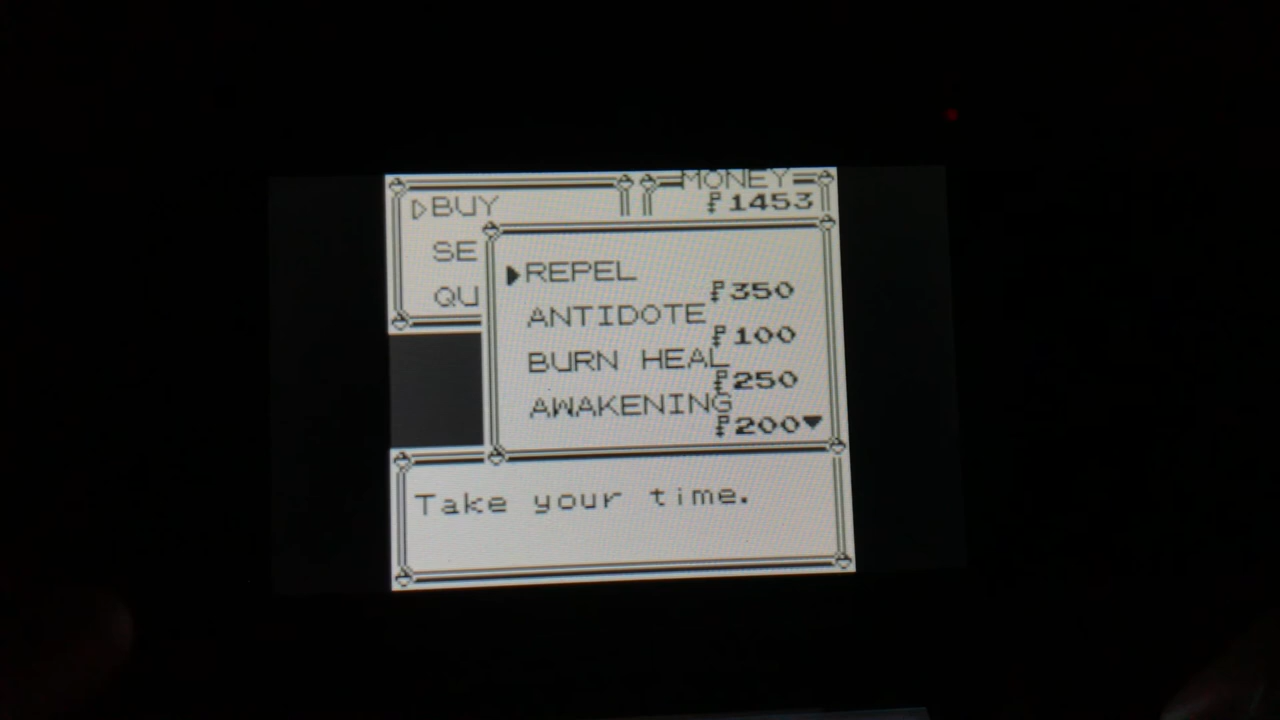 MONEY
BUY
₽1453
SE
QU
REPEL
₽350
ANTIDOTE
₽100
BURN HEAL
₽250
AWAKENING
₽200
Take your time.